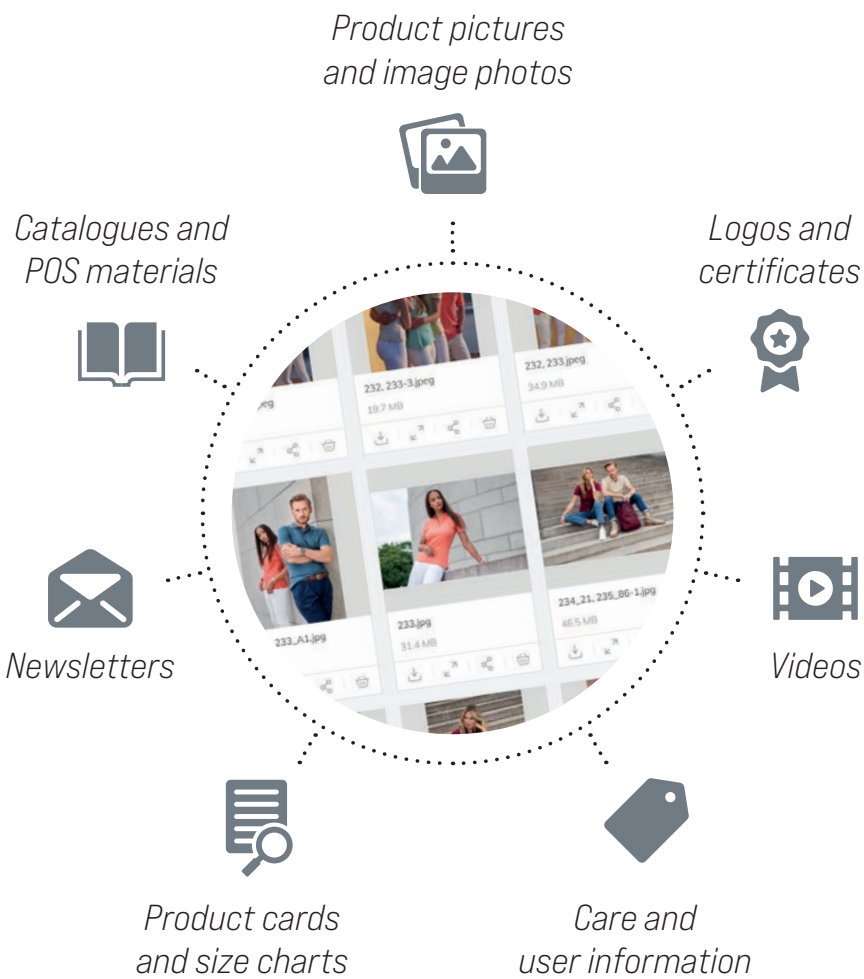 Product pictures
and image photos
Catalogues and
POS materials
Logos and
certificates
232, 233-3.jpeg
19.7 MB
232, 233.jpeg
34.9 MB
233_A1.jpg
233.jpg
31.4 MB
234_21, 235_86-1.jpg
46.5 MB
Newsletters
Videos
Product cards
and size charts
Care and
user information